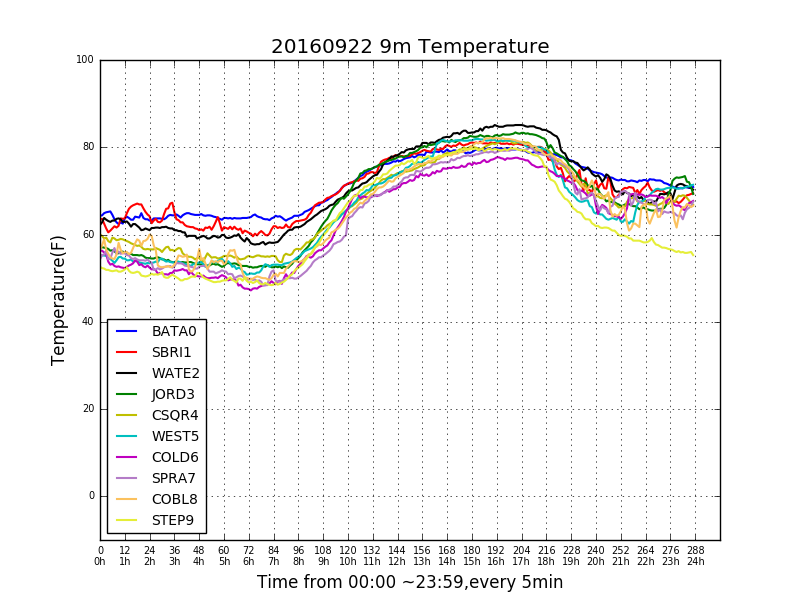 20160922 9m Temperature
100
80
60
40
20
0
Temperature(F)
BATA0
SBRI1
WATE2
JORD3
CSQR4
WEST5
COLD6
SPRA7
COBL8
STEP9
0 12 24 36 48 60 72 84 96 108 120 132 144 156 168 180 192 204 216 228 240 252 264 276 288
0h 1h 2h 3h 4h 5h 6h 7h 8h 9h 10h 11h 12h 13h 14h 15h 16h 17h 18h 19h 20h 21h 22h 23h 24h
Time from 00:00 ~23:59,every 5min